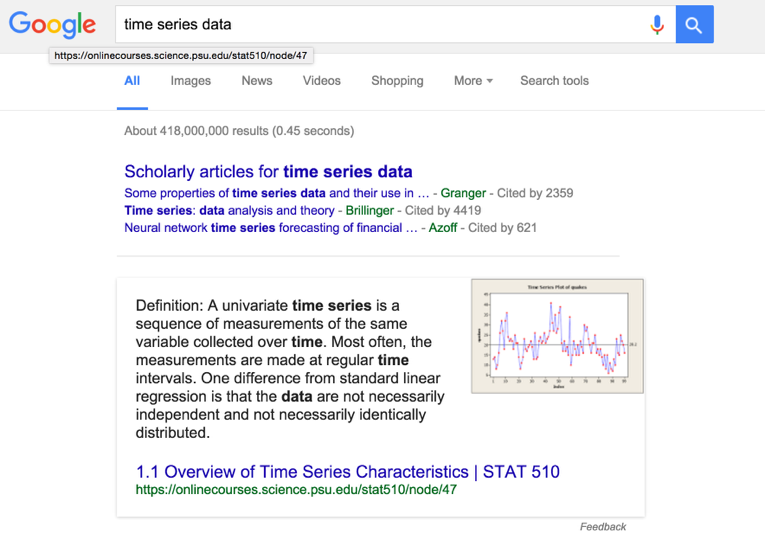 Google
time series data
https://onlinecourses.science.psu.edu/stat510/node/47
All Images News Videos Shopping More Search tools
About 418,000,000 results (0.45 seconds)
Scholarly articles for time series data
Some properties of time series data and their use in … - Granger - Cited by 2359
Time series: data analysis and theory - Brillinger - Cited by 4419
Neural network time series forecasting of financial … - Azoff - Cited by 621
Definition: A univariate time series is a
sequence of measurements of the same
variable collected over time. Most often, the
measurements are made at regular time
intervals. One difference from standard linear
regression is that the data are not necessarily
independent and not necessarily identically
distributed.
Time Series Plot of quakes
Index
1.1 Overview of Time Series Characteristics | STAT 510
https://onlinecourses.science.psu.edu/stat510/node/47
Feedback